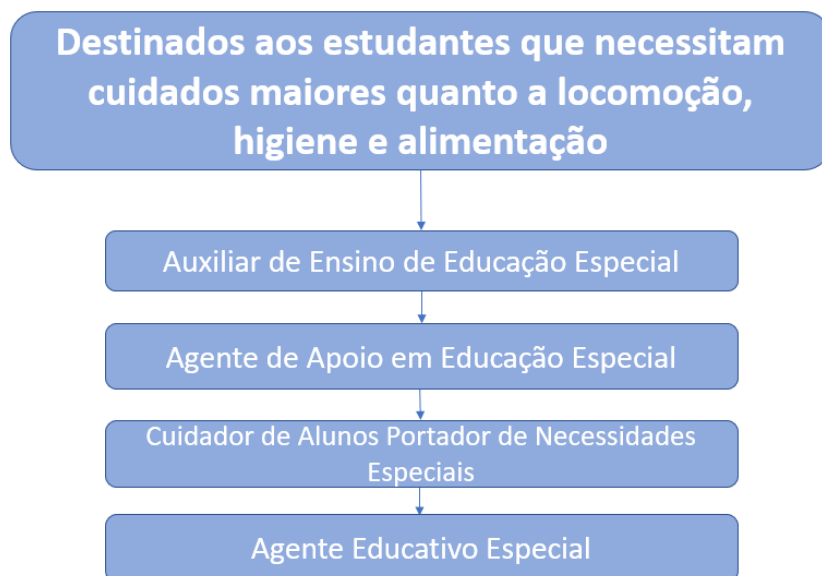 Destinados aos estudantes que necessitam
cuidados maiores quanto a locomoção,
higiene e alimentação
Auxiliar de Ensino de Educação Especial
Agente de Apoio em Educação Especial
Cuidador de Alunos Portador de Necessidades
Especiais
Agente Educativo Especial